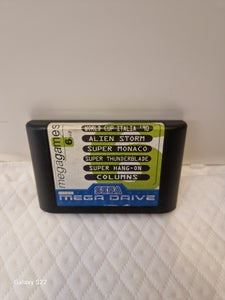 megagames
6
WORLD CUP ITALIA '90
ALIEN STORM
SUPER MONACO
SUPER THUNDERBLADE
SUPER HANG-ON
COLUMNS
SEGA
MEGA DRIVE
Galaxy S22